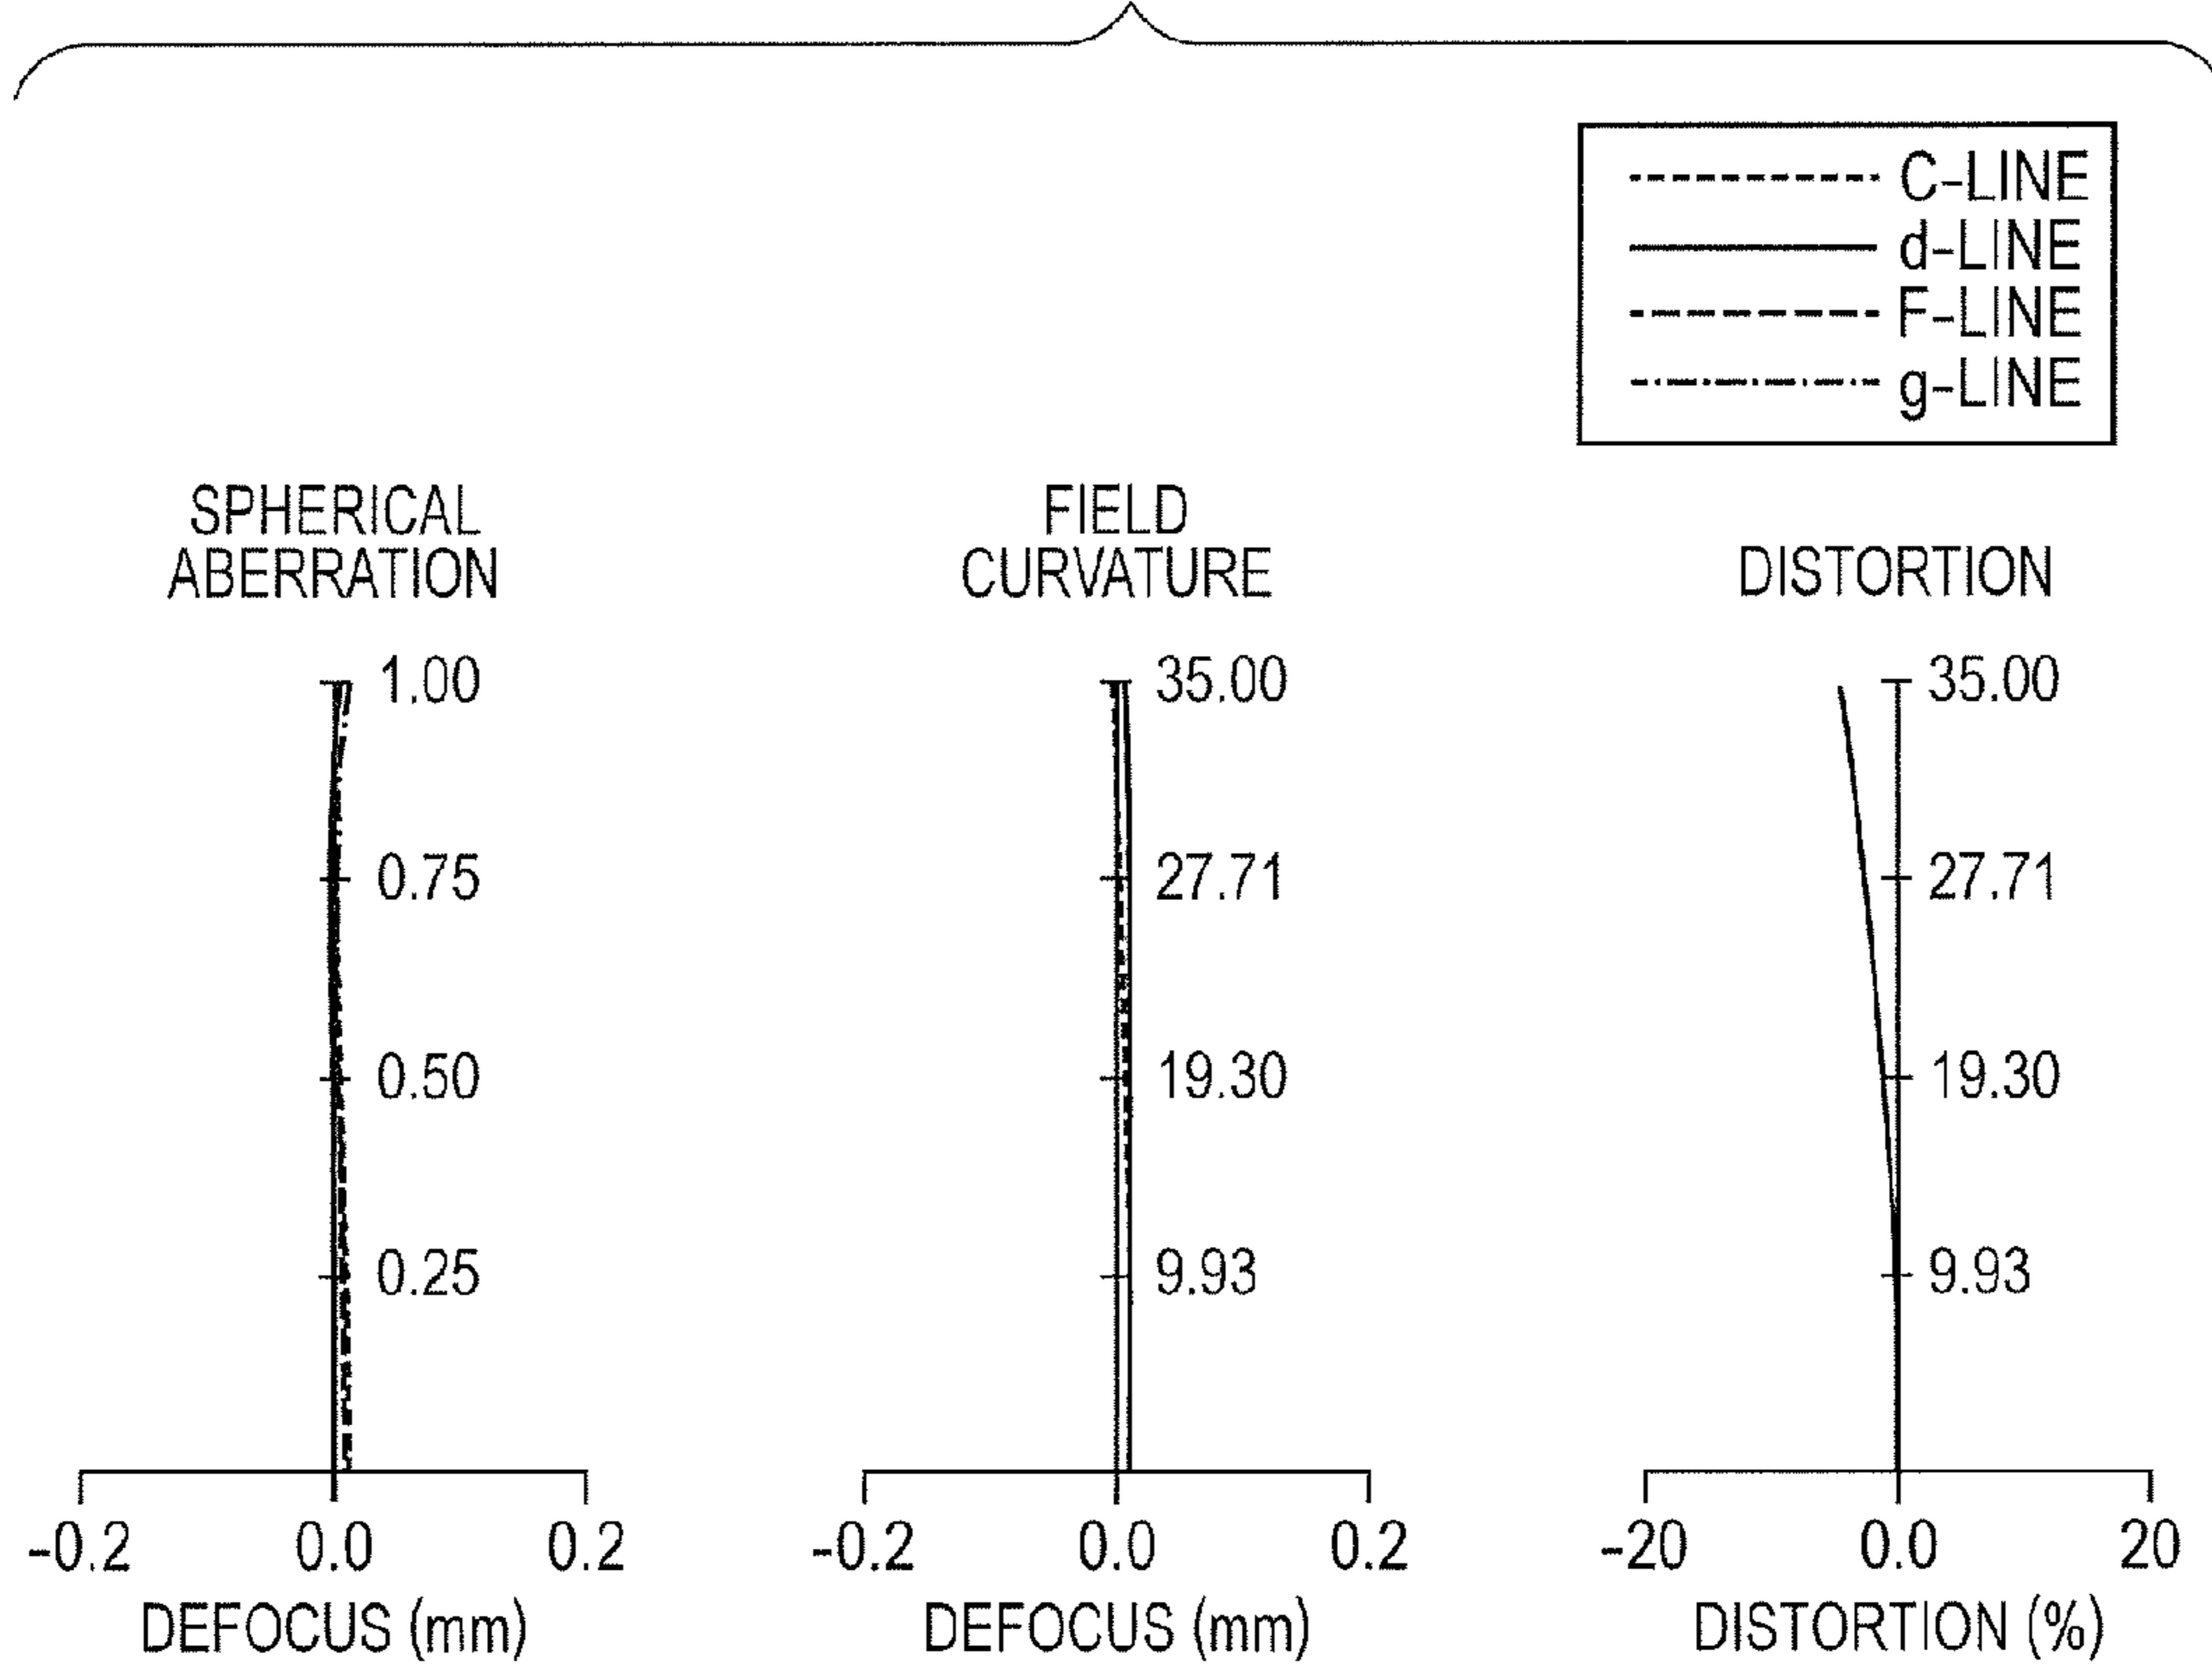 C-LINE
d-LINE
F-LINE
g-LINE
SPHERICAL
ABERRATION
1.00
0.75
0.50
0.25
-0.2 0.0 0.2
DEFOCUS (mm)
FIELD
CURVATURE
35.00
27.71
19.30
9.93
-0.2 0.0 0.2
DEFOCUS (mm)
DISTORTION
35.00
27.71
19.30
9.93
-20 0.0 20
DISTORTION (%)